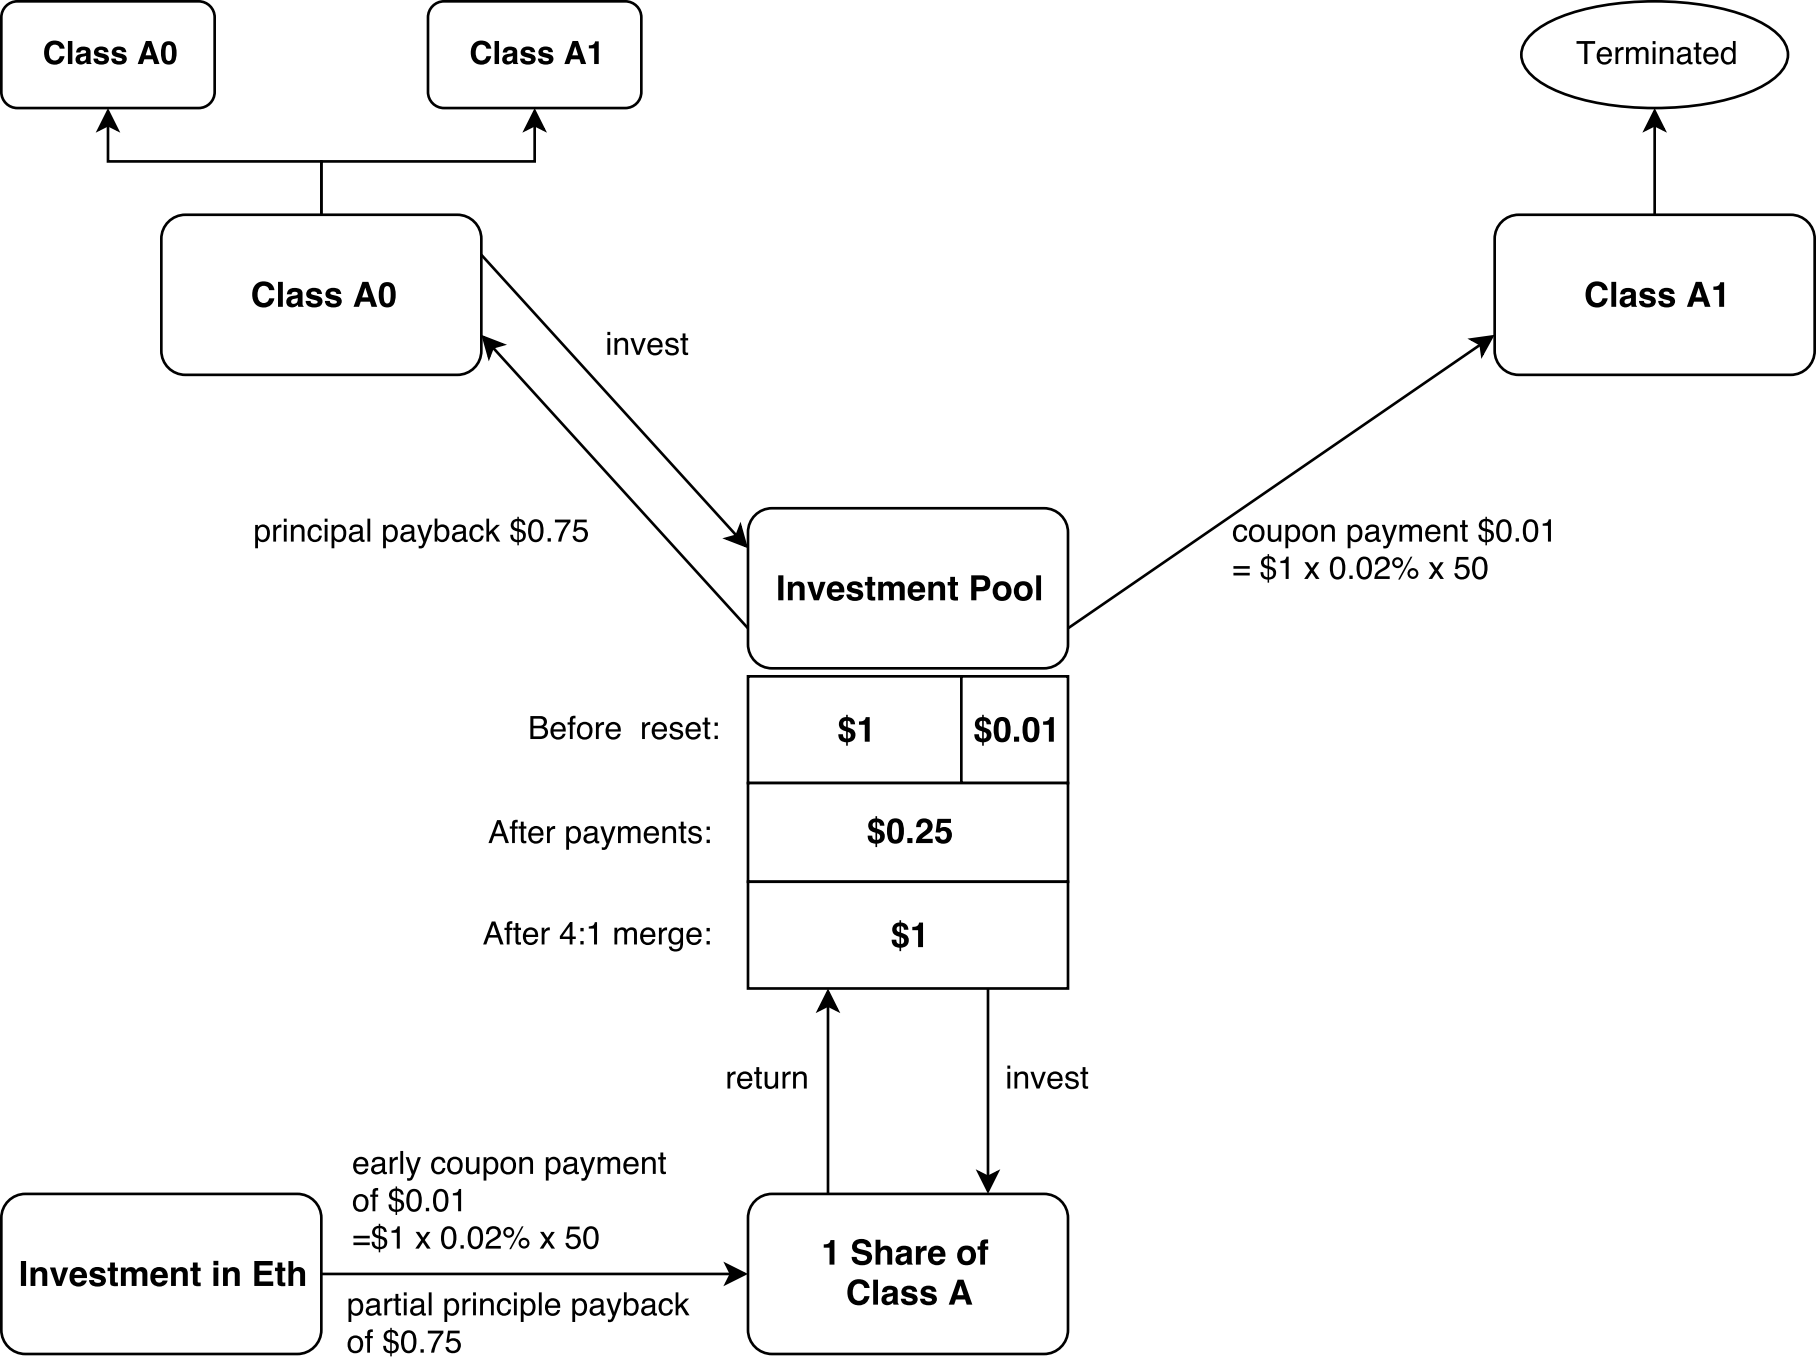 Class A0
Class A1
Terminated
Class A0
Class A1
invest
principal payback $0.75
coupon payment $0.01
= $1 x 0.02% x 50
Investment Pool
Before reset:
$1
$0.01
After payments:
$0.25
After 4:1 merge:
$1
return
invest
early coupon payment
of $0.01
=$1 x 0.02% x 50
Investment in Eth
partial principle payback
of $0.75
1 Share of
Class A